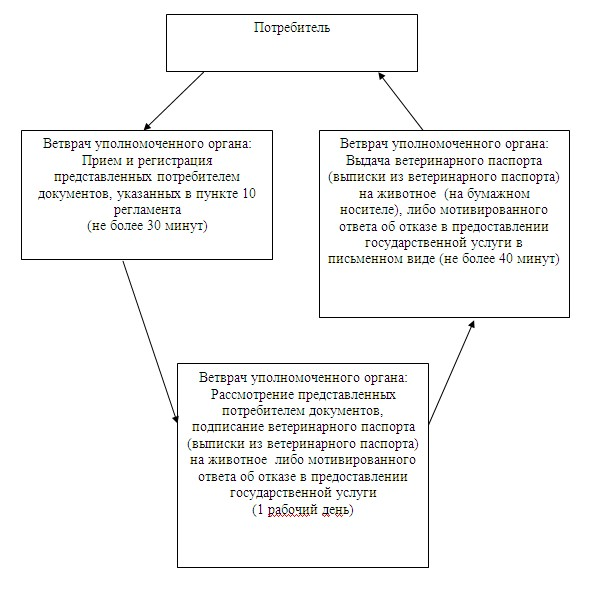 Потребитель
Ветврач уполномоченного органа:
Прием и регистрация
представленных потребителем
документов, указанных в пункте 10
регламента
(не более 30 минут)
Ветврач уполномоченного органа:
Выдача ветеринарного паспорта
(выписки из ветеринарного паспорта)
на животное (на бумажном
носителе), либо мотивированного
ответа об отказе в предоставлении
государственной услуги в
письменном виде (не более 40 минут)
Ветврач уполномоченного органа:
Рассмотрение представленных
потребителем документов,
подписание ветеринарного паспорта
(выписки из ветеринарного паспорта)
на животное либо мотивированного
ответа об отказе в предоставлении
государственной услуги
(1 рабочий день)